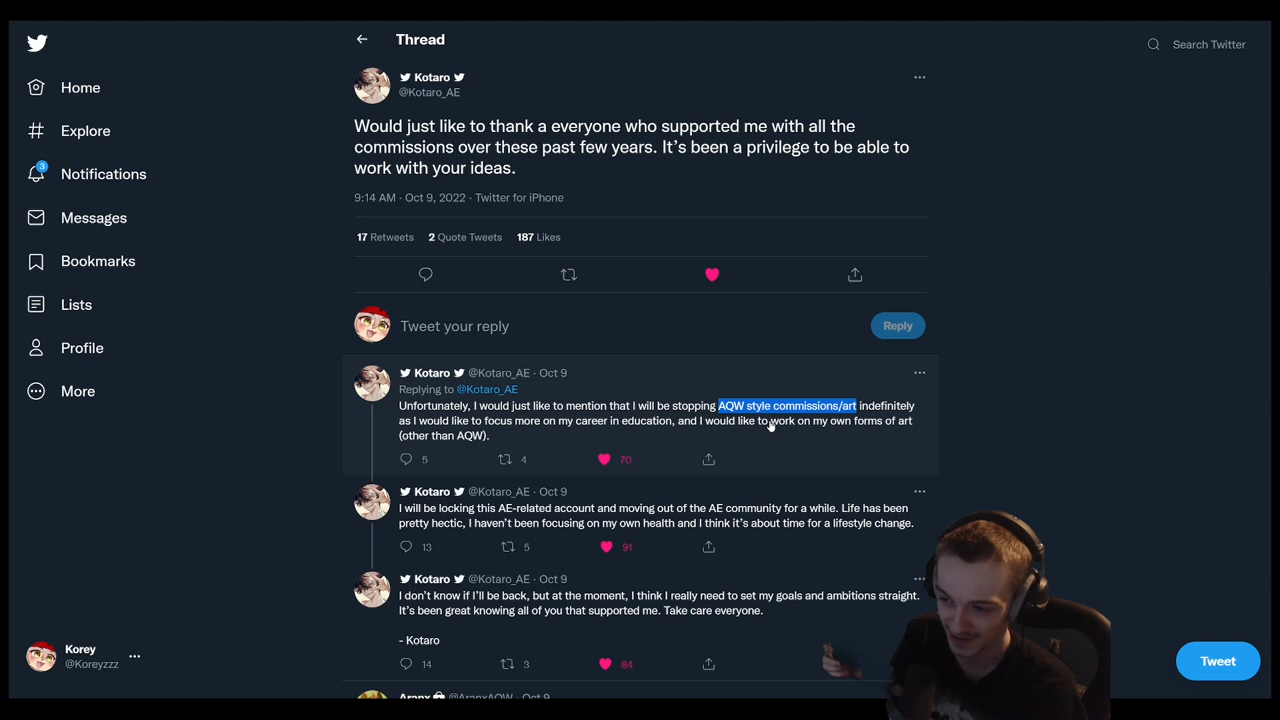 Thread
Search Twitter
Home
Explore
3
Notifications
Messages
Bookmarks
Lists
Profile
More
Kotaro
@Kotaro_AE
Would just like to thank a everyone who supported me with all the
commissions over these past few years. It's been a privilege to be able to
work with your ideas.
9:14 AM · Oct 9, 2022 · Twitter for iPhone
17 Retweets 2 Quote Tweets 187 Likes
Tweet your reply
Reply
Kotaro @Kotaro_AE · Oct 9
Replying to @Kotaro_AE
Unfortunately, I would just like to mention that I will be stopping AQW style commissions/art indefinitely
as I would like to focus more on my career in education, and I would like to work on my own forms of art
(other than AQW).
5 4 70
Kotaro @Kotaro_AE · Oct 9
I will be locking this AE-related account and moving out of the AE community for a while. Life has been
pretty hectic, I haven't been focusing on my own health and I think it's about time for a lifestyle change.
13 5 91
Kotaro @Kotaro_AE · Oct 9
I don't know if I'll be back, but at the moment, I think I really need to set my goals and ambitions straight.
It's been great knowing all of you that supported me. Take care everyone.
- Kotaro
14 3 84
Aranx @AranxAQW · Oct 9
Korey
@Koreyzzz
Tweet